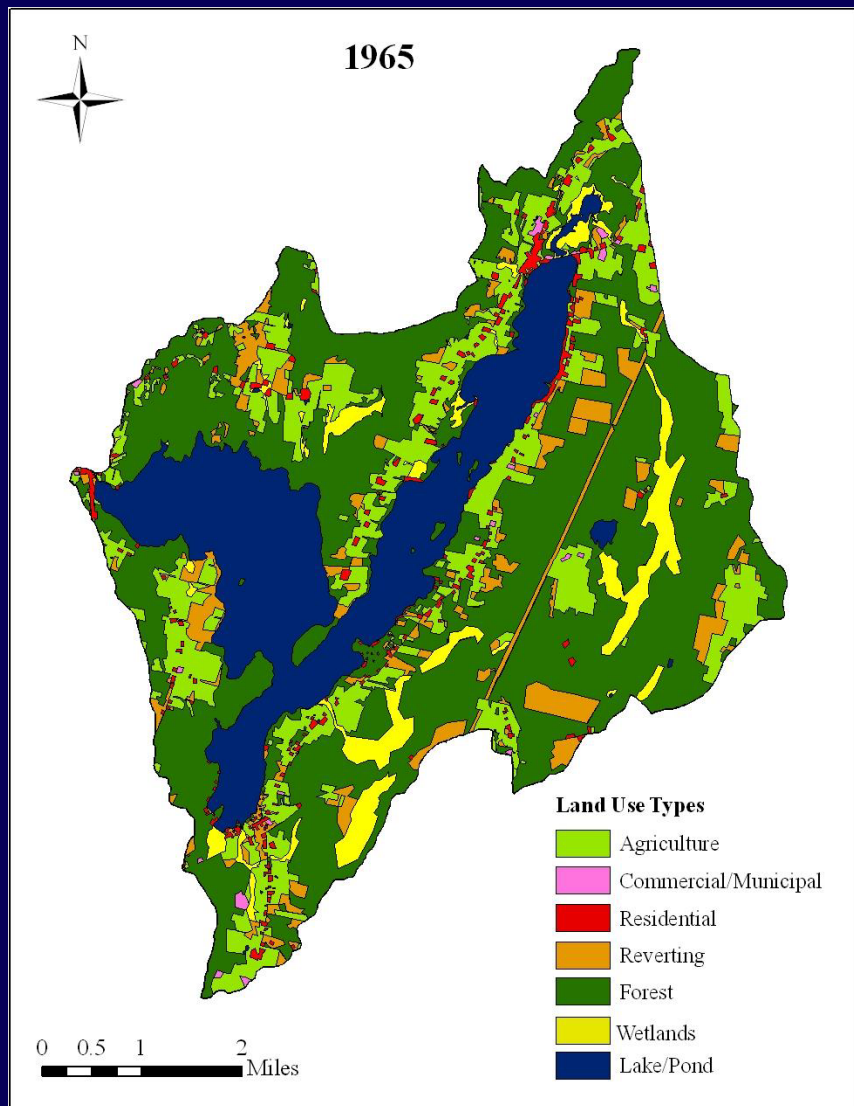 1965
N
Land Use Types
Agriculture
Commercial/Municipal
Residential
Reverting
Forest
Wetlands
Lake/Pond
0 0.5 1 2
Miles